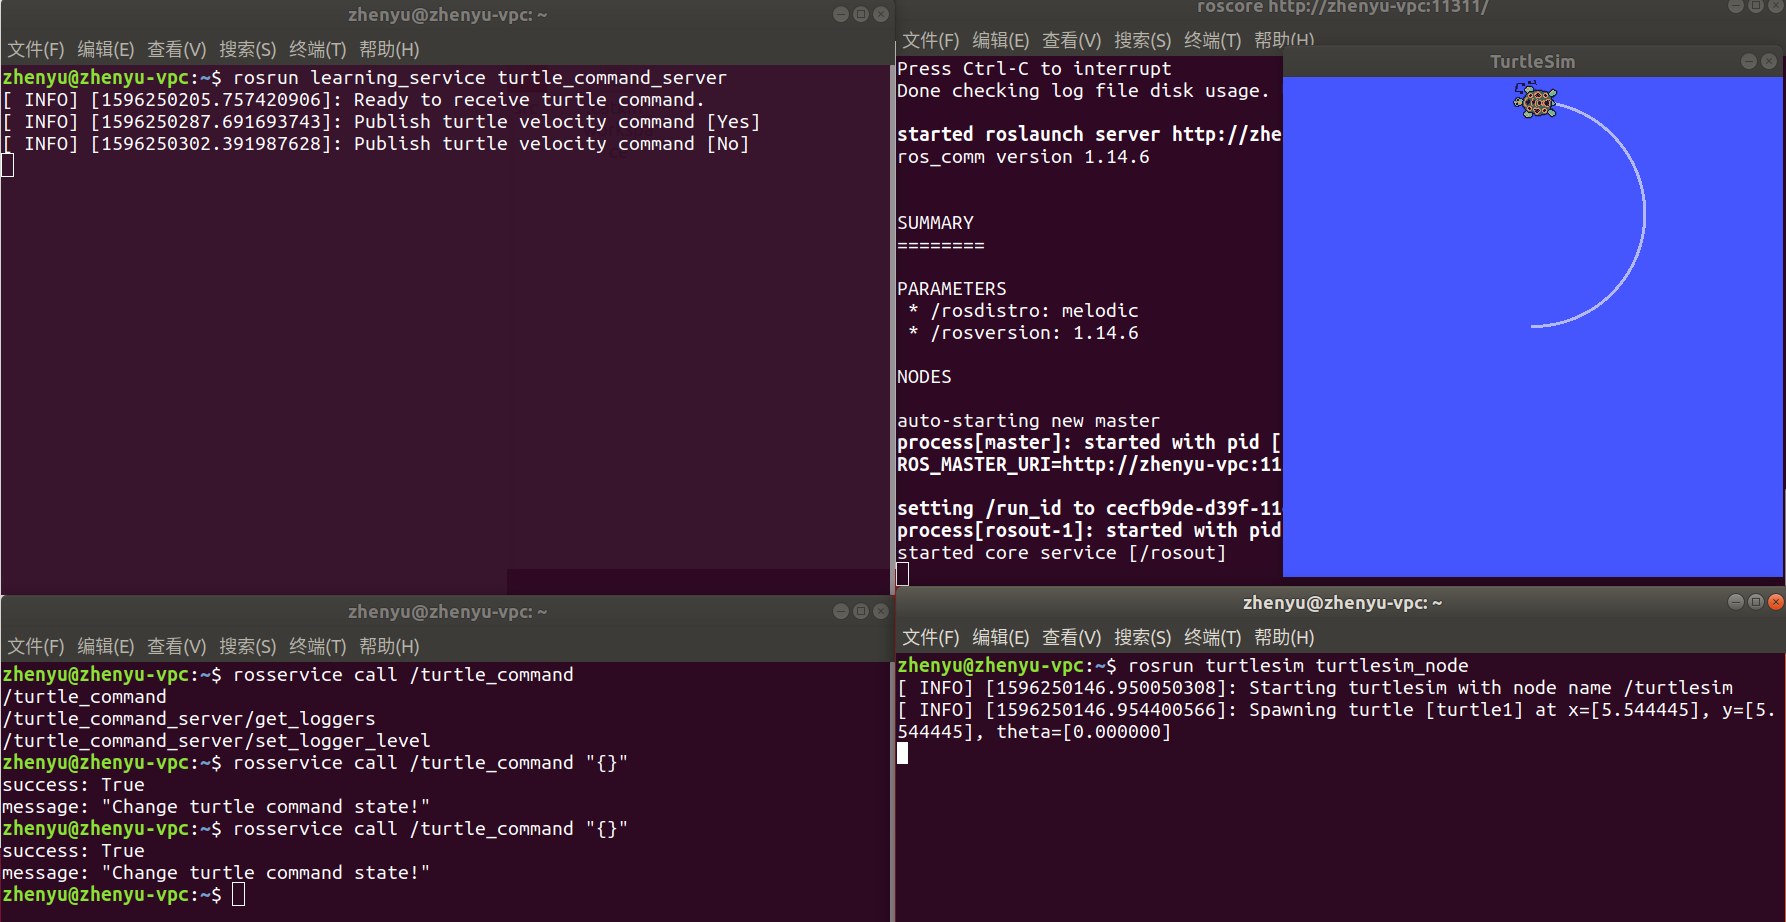 zhenyu@zhenyu-vpc: ~
文件(F) 编辑(E) 查看(V) 搜索(S) 终端(T) 帮助(H)
zhenyu@zhenyu-vpc:~$ rosrun learning_service turtle_command_server
[ INFO] [1596250205.757420906]: Ready to receive turtle command.
[ INFO] [1596250287.691693743]: Publish turtle velocity command [Yes]
[ INFO] [1596250302.391987628]: Publish turtle velocity command [No]
roscore http://zhenyu-vpc:11311/
文件(F) 编辑(E) 查看(V) 搜索(S) 终端(T) 帮助(H)
Press Ctrl-C to interrupt
Done checking log file disk usage.
started roslaunch server http://zhe
ros_comm version 1.14.6
SUMMARY
========
PARAMETERS
* /rosdistro: melodic
* /rosversion: 1.14.6
NODES
auto-starting new master
process[master]: started with pid [
ROS_MASTER_URI=http://zhenyu-vpc:11
setting /run_id to cecfb9de-d39f-11
process[rosout-1]: started with pid
started core service [/rosout]
TurtleSim
zhenyu@zhenyu-vpc: ~
文件(F) 编辑(E) 查看(V) 搜索(S) 终端(T) 帮助(H)
zhenyu@zhenyu-vpc:~$ rosservice call /turtle_command
/turtle_command
/turtle_command_server/get_loggers
/turtle_command_server/set_logger_level
zhenyu@zhenyu-vpc:~$ rosservice call /turtle_command "{}"
success: True
message: "Change turtle command state!"
zhenyu@zhenyu-vpc:~$ rosservice call /turtle_command "{}"
success: True
message: "Change turtle command state!"
zhenyu@zhenyu-vpc:~$
zhenyu@zhenyu-vpc: ~
文件(F) 编辑(E) 查看(V) 搜索(S) 终端(T) 帮助(H)
zhenyu@zhenyu-vpc:~$ rosrun turtlesim turtlesim_node
[ INFO] [1596250146.950050308]: Starting turtlesim with node name /turtlesim
[ INFO] [1596250146.954400566]: Spawning turtle [turtle1] at x=[5.544445], y=[5.
544445], theta=[0.000000]